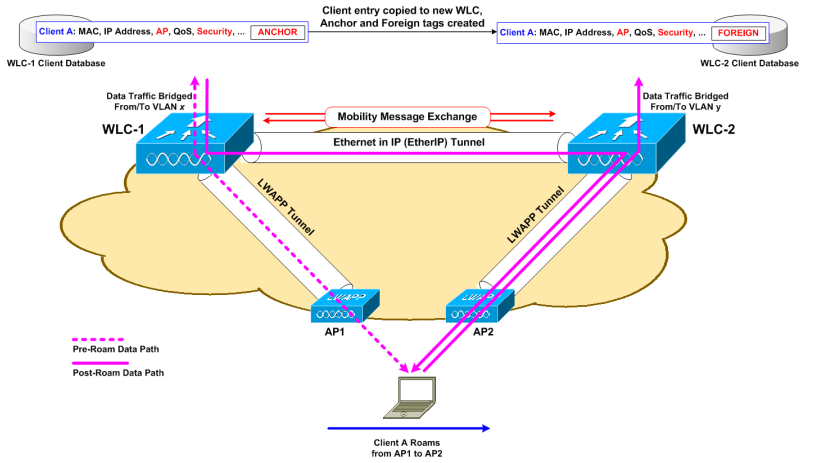 Client entry copied to new WLC,
Anchor and Foreign tags created
Client A: MAC, IP Address, AP, QoS, Security, ... ANCHOR
Client A: MAC, IP Address, AP, QoS, Security, ... FOREIGN
WLC-1 Client Database
WLC-2 Client Database
Data Traffic Bridged
From/To VLAN x
Data Traffic Bridged
From/To VLAN y
Mobility Message Exchange
WLC-1
WLC-2
Ethernet in IP (EtherIP) Tunnel
LWAPP Tunnel
LWAPP Tunnel
LWAPP
LWAPP
AP1
AP2
Pre-Roam Data Path
Post-Roam Data Path
Client A Roams
from AP1 to AP2